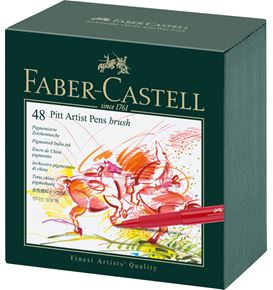 FABER-CASTELL
since 1761
48 Pitt Artist Pens brush
Pigmentierte
Zeichentusche
Pigmented India ink
Encre de Chine
pigmentée
Inchiostro pigmentato
di china
Tinta china
pigmentada
Finest Artists' Quality